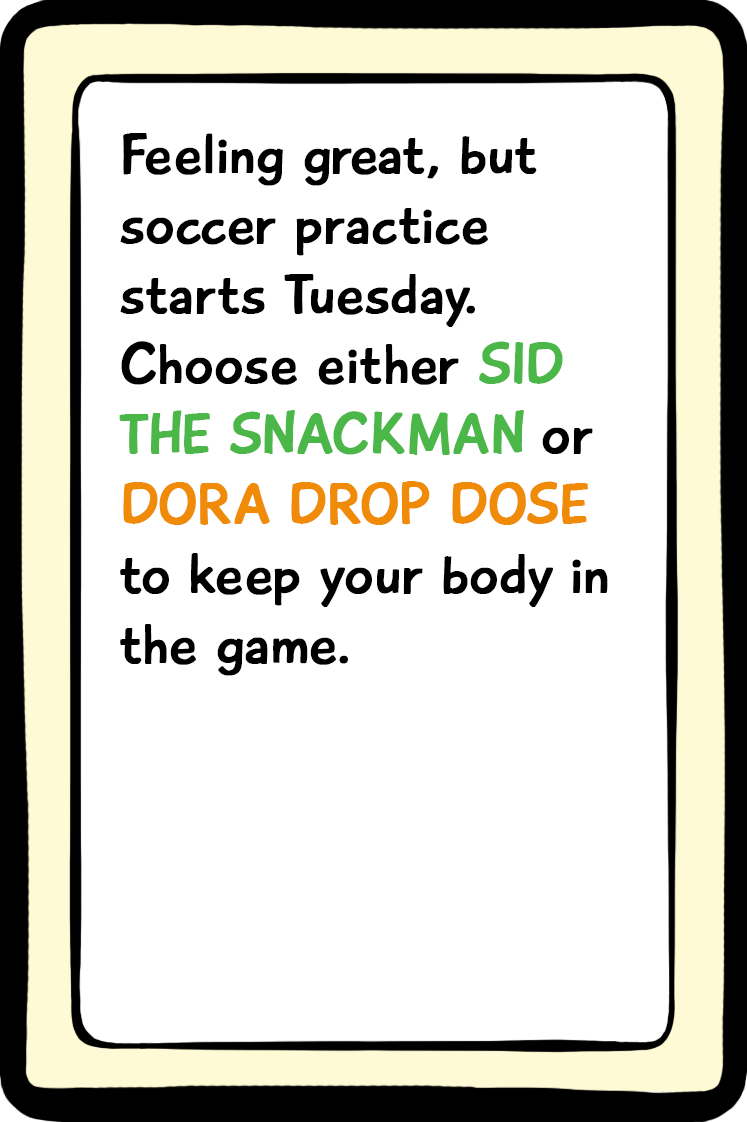 Feeling great, but
soccer practice
starts Tuesday.
Choose either SID
THE SNACKMAN or
DORA DROP DOSE
to keep your body in
the game.